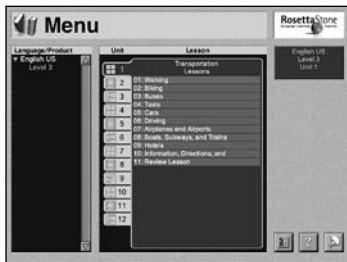 Menu
RosettaStone
Language/Product
Unit
Lesson
English US
Level 3
1
Transportation
Lessons
01: Walking
02: Biking
03: Buses
04: Taxis
05: Cars
06: Driving
07: Airplanes and Airports
08: Boats, Subways, and Trains
09: Hotels
10: Information, Directions, and
11: Review Lesson
2
3
4
5
6
7
8
9
10
11
12
English US
Level 3
Unit 1
?